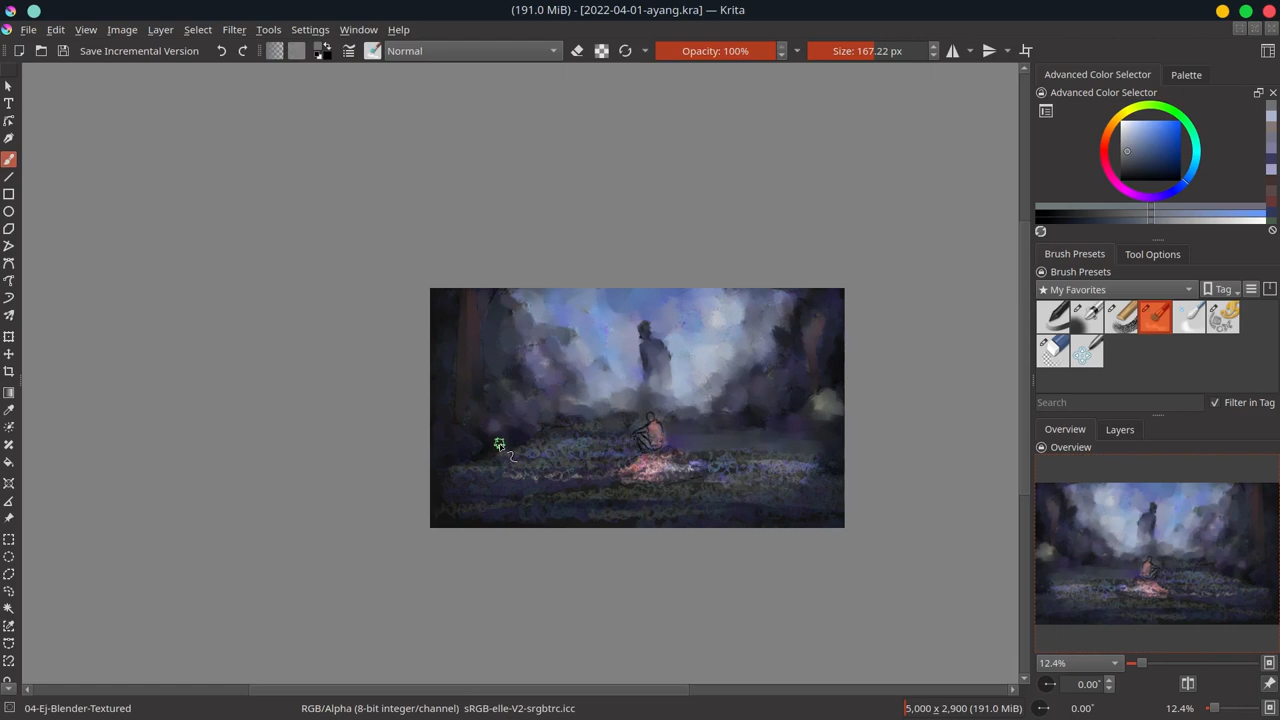 (191.0 MiB) [2022-04-01-ayang.kra] — Krita
File Edit View Image Layer Select Filter Tools Settings Window Help
Save Incremental Version Normal Opacity: 100% Size: 167.22 px
Advanced Color Selector Palette
Advanced Color Selector
Brush Presets Tool Options
Brush Presets
★ My Favorites Tag
Search Filter in Tag
Overview Layers
Overview
12.4%
0.00°
04-Ej-Blender-Textured RGB/Alpha (8-bit integer/channel) sRGB-elle-V2-srgbtrc.icc 5,000 x 2,900 (191.0 MiB) 0.00° 12.4%